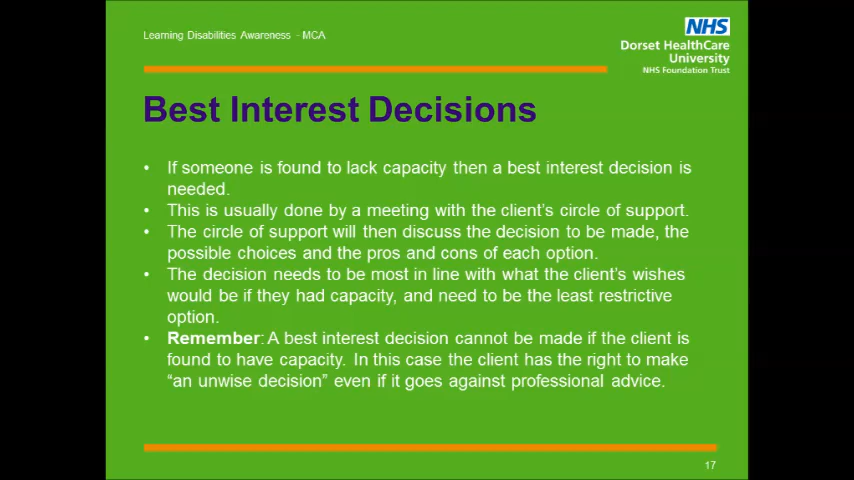 Learning Disabilities Awareness - MCA
NHS
Dorset HealthCare
University
NHS Foundation Trust
Best Interest Decisions
• If someone is found to lack capacity then a best interest decision is
needed.
• This is usually done by a meeting with the client's circle of support.
• The circle of support will then discuss the decision to be made, the
possible choices and the pros and cons of each option.
• The decision needs to be most in line with what the client's wishes
would be if they had capacity, and need to be the least restrictive
option.
• Remember: A best interest decision cannot be made if the client is
found to have capacity. In this case the client has the right to make
"an unwise decision" even if it goes against professional advice.
17